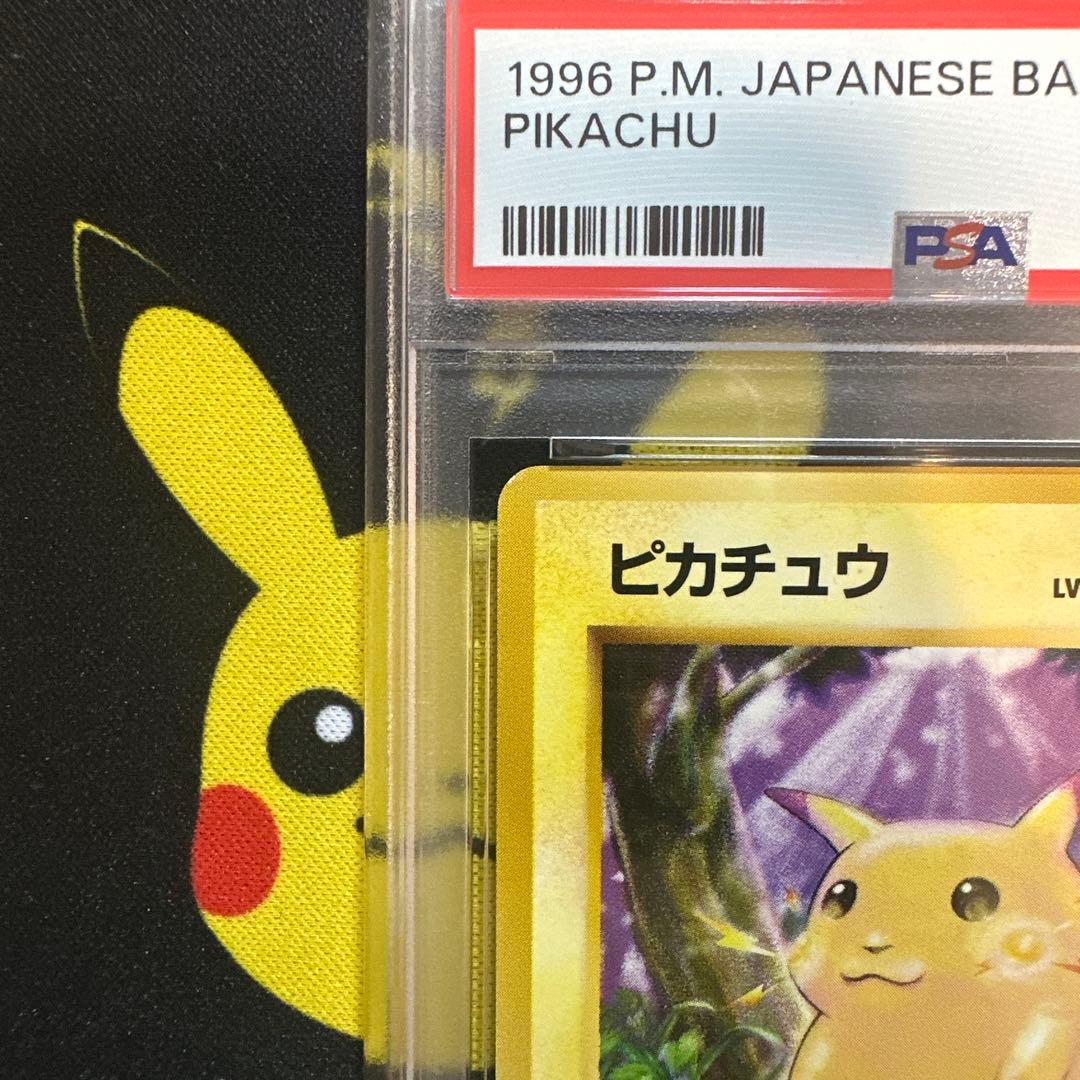 1996 P.M. JAPANESE BA
PIKACHU
PSA
ピカチュウ
LV